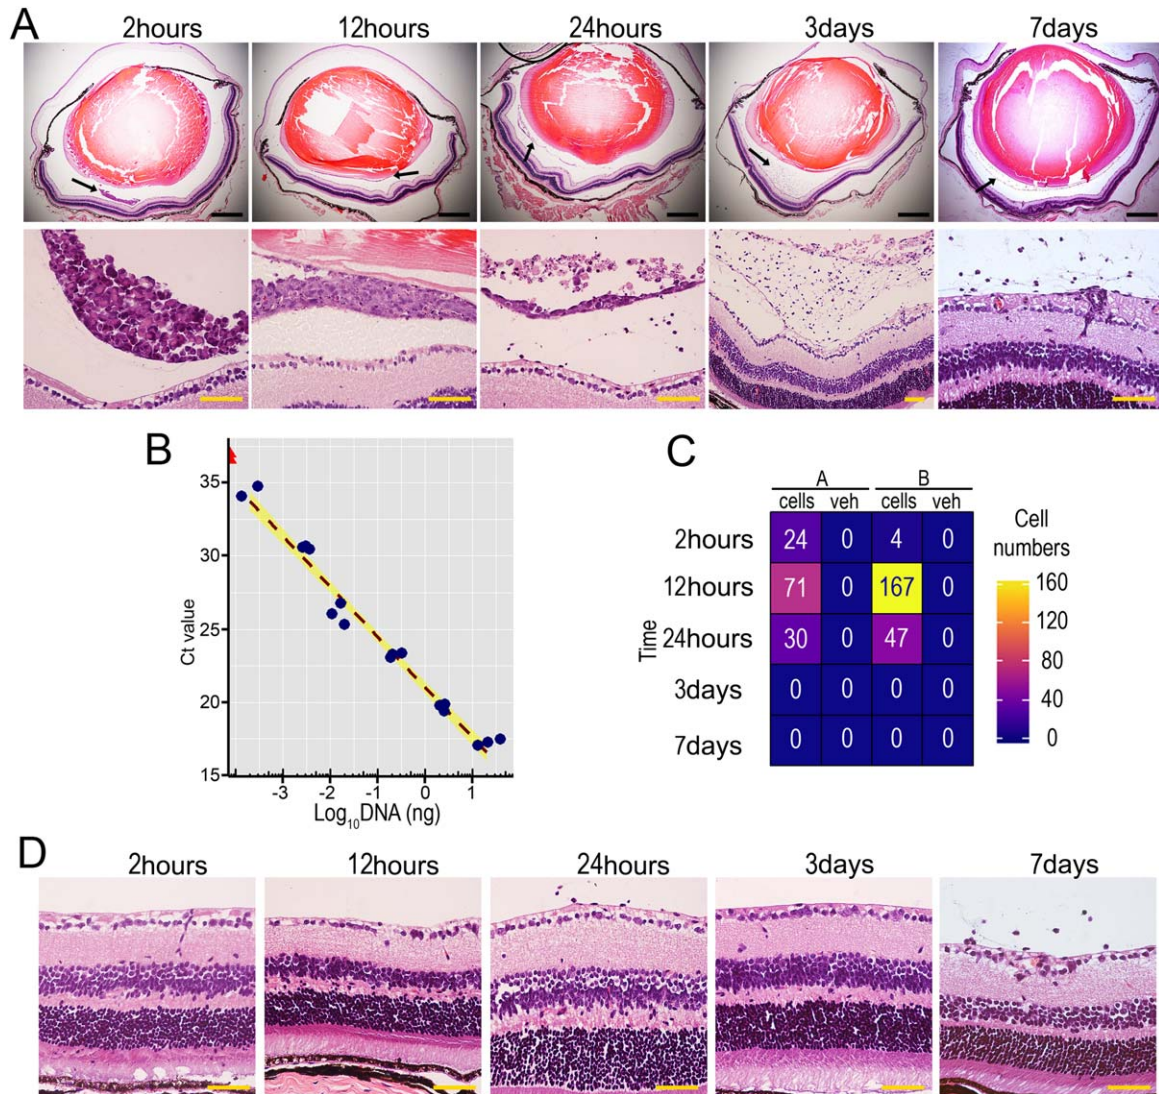 A
2hours 12hours 24hours 3days 7days
B
Ct value
35
30
25
20
15
-3 -2 -1 0 1
Log₁₀DNA (ng)
C
A B
cells veh cells veh
2hours 24 0 4 0
12hours 71 0 167 0
24hours 30 0 47 0
3days 0 0 0 0
7days 0 0 0 0
Time
Cell
numbers
160
120
80
40
0
D
2hours 12hours 24hours 3days 7days